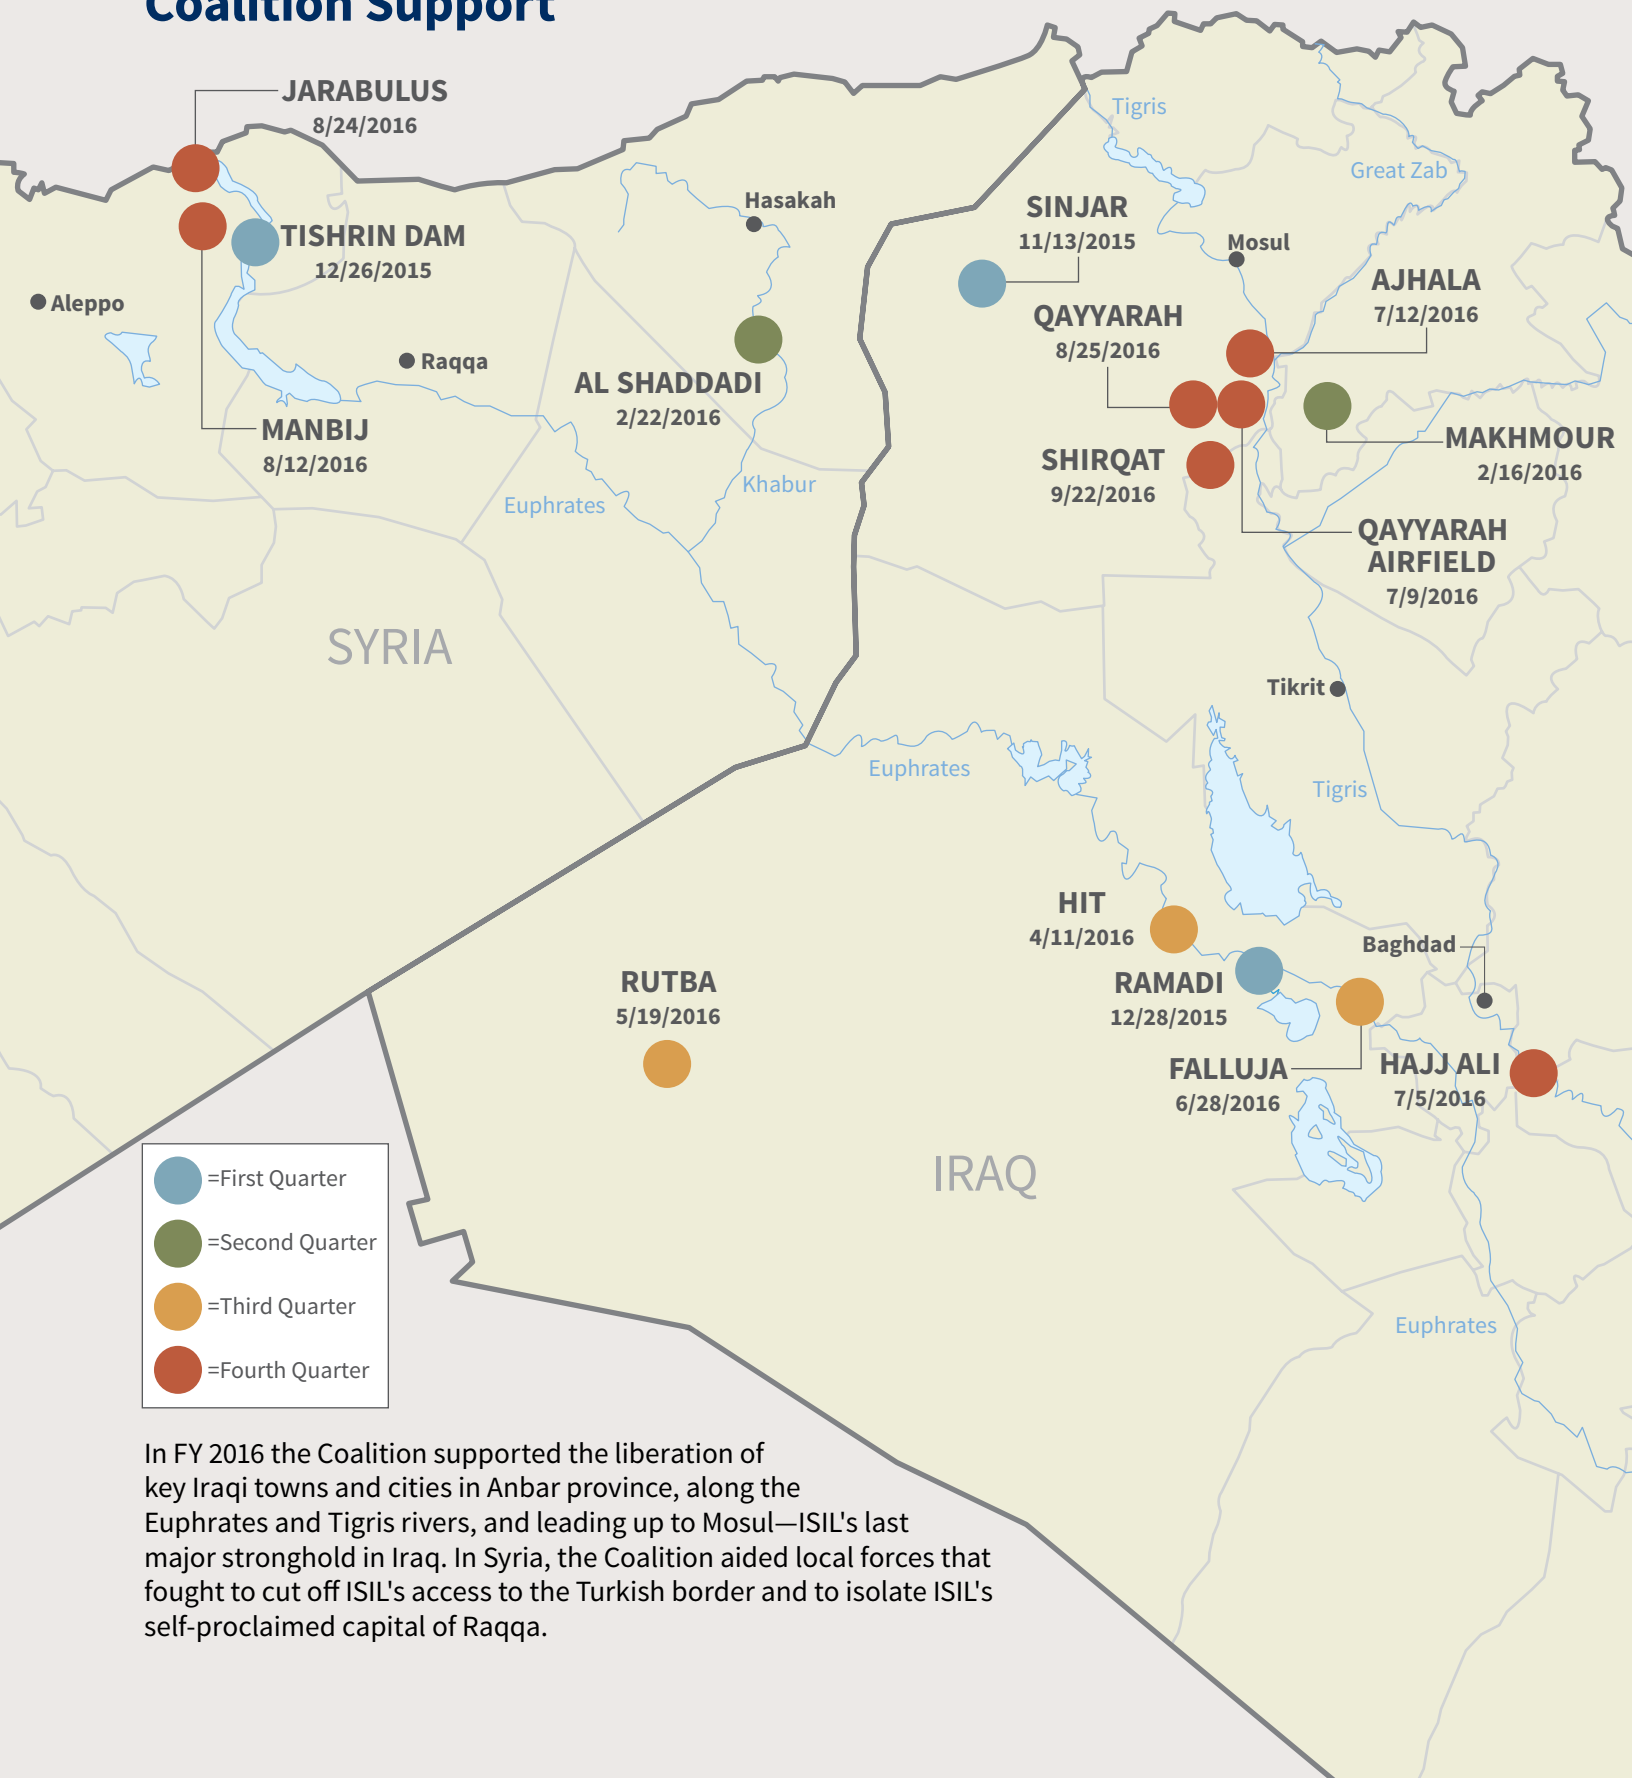 Coalition Support
JARABULUS
8/24/2016
TISHRIN DAM
12/26/2015
Aleppo
MANBIJ
8/12/2016
Raqqa
Hasakah
AL SHADDADI
2/22/2016
Euphrates
Khabur
SYRIA
Tigris
Great Zab
SINJAR
11/13/2015
Mosul
AJHALA
7/12/2016
QAYYARAH
8/25/2016
MAKHMOUR
2/16/2016
SHIRQAT
9/22/2016
QAYYARAH
AIRFIELD
7/9/2016
Tikrit
Euphrates
Tigris
HIT
4/11/2016
Baghdad
RAMADI
12/28/2015
RUTBA
5/19/2016
FALLUJA
6/28/2016
HAJJ ALI
7/5/2016
IRAQ
Euphrates
=First Quarter
=Second Quarter
=Third Quarter
=Fourth Quarter
In FY 2016 the Coalition supported the liberation of
key Iraqi towns and cities in Anbar province, along the
Euphrates and Tigris rivers, and leading up to Mosul—ISIL's last
major stronghold in Iraq. In Syria, the Coalition aided local forces that
fought to cut off ISIL's access to the Turkish border and to isolate ISIL's
self-proclaimed capital of Raqqa.